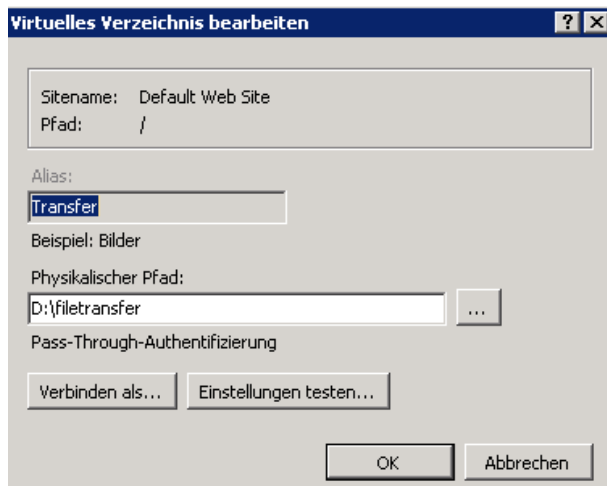 Virtuelles Verzeichnis bearbeiten
Sitename: Default Web Site
Pfad: /
Alias:
Transfer
Beispiel: Bilder
Physikalischer Pfad:
D:\filetransfer
...
Pass-Through-Authentifizierung
Verbinden als... Einstellungen testen...
OK Abbrechen